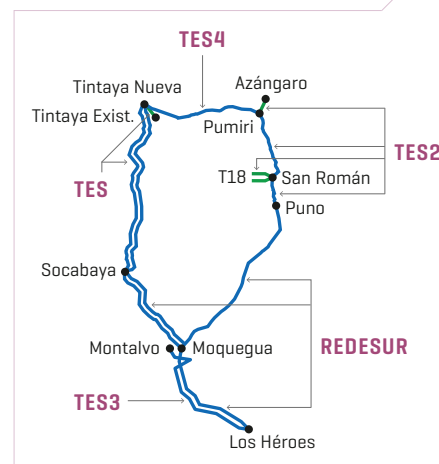 TES4
Tintaya Nueva
Azángaro
Tintaya Exist.
Pumiri
TES2
TES
T18
San Román
Puno
Socabaya
REDESUR
Montalvo
Moquegua
TES3
Los Héroes